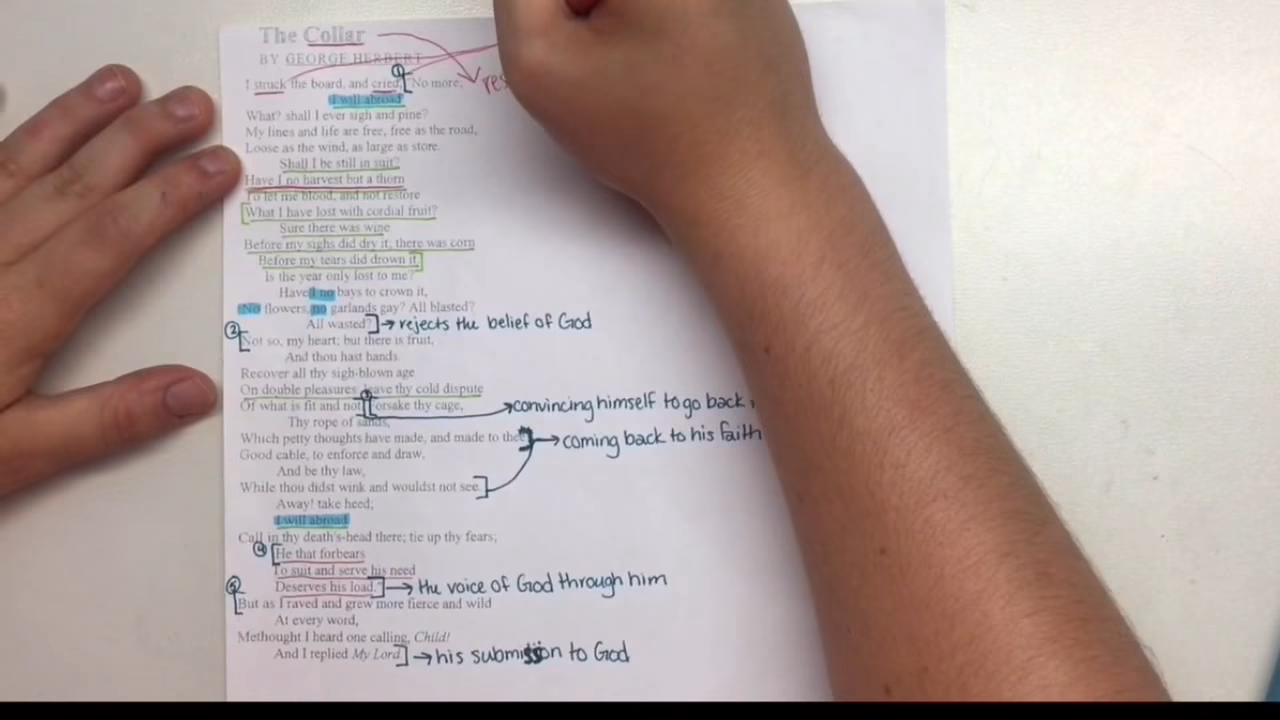 The Collar
BY GEORGE HERBERT
I struck the board, and cried, "No more; res
I will abroad
What? shall I ever sigh and pine?
My lines and life are free, free as the road,
Loose as the wind, as large as store.
Shall I be still in suit?
Have I no harvest but a thorn
To let me blood, and not restore
What I have lost with cordial fruit?
Sure there was wine
Before my sighs did dry it; there was corn
Before my tears did drown it.
Is the year only lost to me?
Have I no bays to crown it,
No flowers, no garlands gay? All blasted?
All wasted? → rejects the belief of God
② Not so, my heart; but there is fruit,
And thou hast hands.
Recover all thy sigh-blown age
On double pleasures: leave thy cold dispute
Of what is fit and not. Forsake thy cage, → convincing himself to go back
Thy rope of sands,
Which petty thoughts have made, and made to thee → coming back to his faith
Good cable, to enforce and draw,
And be thy law,
While thou didst wink and wouldst not see.
Away! take heed;
I will abroad
Call in thy death's-head there; tie up thy fears;
④ He that forbears
To suit and serve his need
Deserves his load." → the voice of God through him
⑤ But as I raved and grew more fierce and wild
At every word,
Methought I heard one calling, Child!
And I replied My Lord. → his submission to God